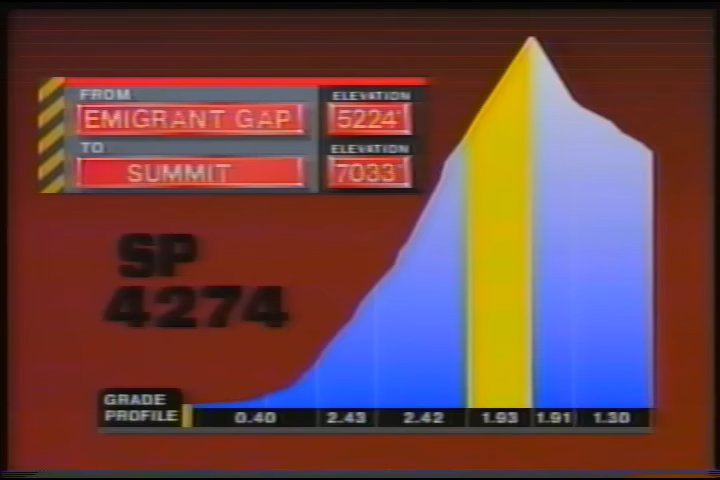 FROM
EMIGRANT GAP
ELEVATION
5224'
TO
SUMMIT
ELEVATION
7033'
SP
4274
GRADE
PROFILE
0.40
2.43
2.42
1.93
1.91
1.30